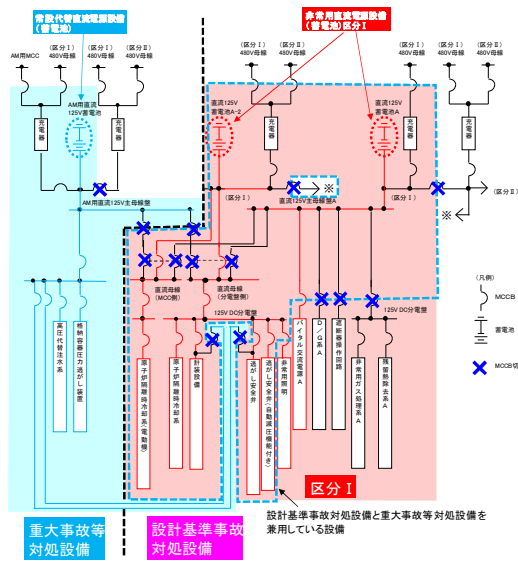 常設代替直流電源設備
(蓄電池)
非常用直流電源設備
(蓄電池)区分Ⅰ
AM用MCC
(区分Ⅰ)
480V母線
(区分Ⅱ)
480V母線
(区分Ⅰ)
480V母線
(区分Ⅱ)
480V母線
(区分Ⅰ)
480V母線
(区分Ⅱ)
480V母線
(区分Ⅱ)
460V母線
AM用直流
125V蓄電池
直流125V
蓄電池A-2
直流125V
蓄電池A
充電器
充電器
充電器
充電器
充電器
充電器
※
(区分Ⅰ)
直流125V主母線盤A
(区分Ⅰ)
(区分Ⅱ)
※
AM用直流125V主母線盤
直流母線
(MCC側)
直流母線
(分電盤側)
125V DC分電盤
125V DC分電盤
(凡例)
MCCB
蓄電池
MCCB切
高圧代替注水系
格納容器圧力逃がし装置
原子炉隔離時冷却系(電動機)
原子炉隔離時冷却系
計装設備
逃がし安全弁
逃がし安全弁(自動減圧機能付き)
非常用照明
バイタル交流電源A
D/G系A
遮断器操作回路
非常用ガス処理系A
残留熱除去系A
区分Ⅰ
設計基準事故対処設備と重大事故等対処設備を
兼用している設備
重大事故等
対処設備
設計基準事故
対処設備